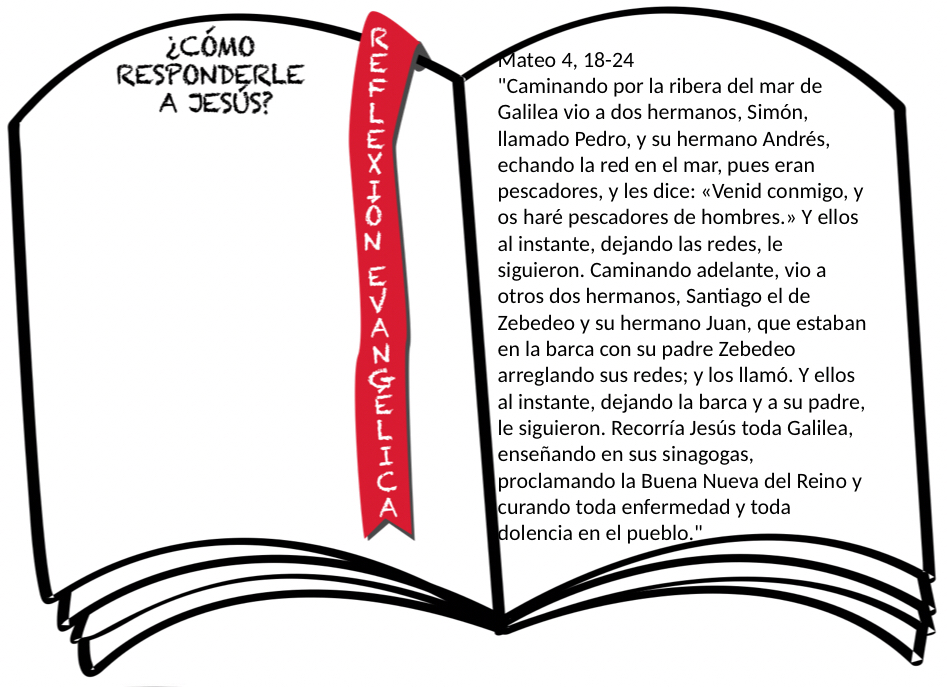 ¿CÓMO
RESPONDERLE
A JESÚS?
REFLEXION EVANGELICA
Mateo 4, 18-24
"Caminando por la ribera del mar de
Galilea vio a dos hermanos, Simón,
llamado Pedro, y su hermano Andrés,
echando la red en el mar, pues eran
pescadores, y les dice: «Venid conmigo, y
os haré pescadores de hombres.» Y ellos
al instante, dejando las redes, le
siguieron. Caminando adelante, vio a
otros dos hermanos, Santiago el de
Zebedeo y su hermano Juan, que estaban
en la barca con su padre Zebedeo
arreglando sus redes; y los llamó. Y ellos
al instante, dejando la barca y a su padre,
le siguieron. Recorría Jesús toda Galilea,
enseñando en sus sinagogas,
proclamando la Buena Nueva del Reino y
curando toda enfermedad y toda
dolencia en el pueblo."